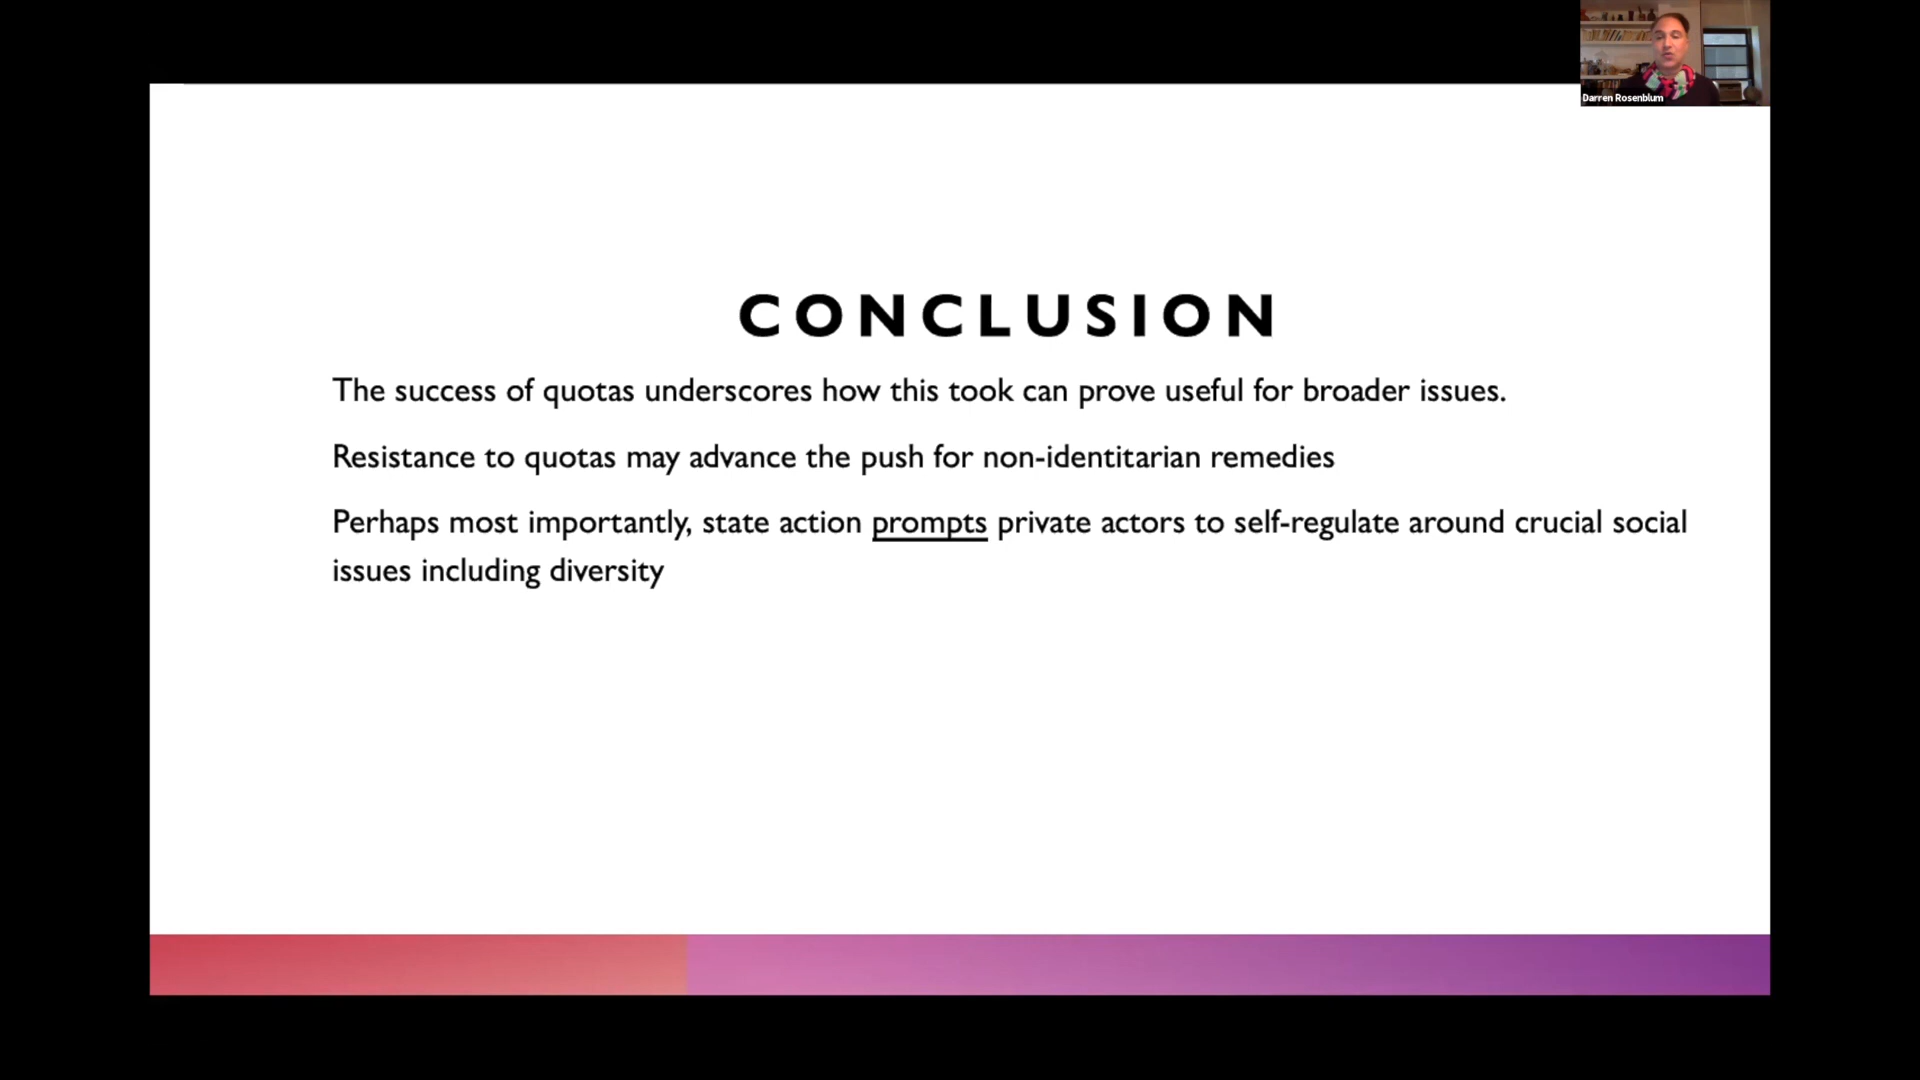 Darren Rosenblum
CONCLUSION
The success of quotas underscores how this took can prove useful for broader issues.
Resistance to quotas may advance the push for non-identitarian remedies
Perhaps most importantly, state action prompts private actors to self-regulate around crucial social
issues including diversity